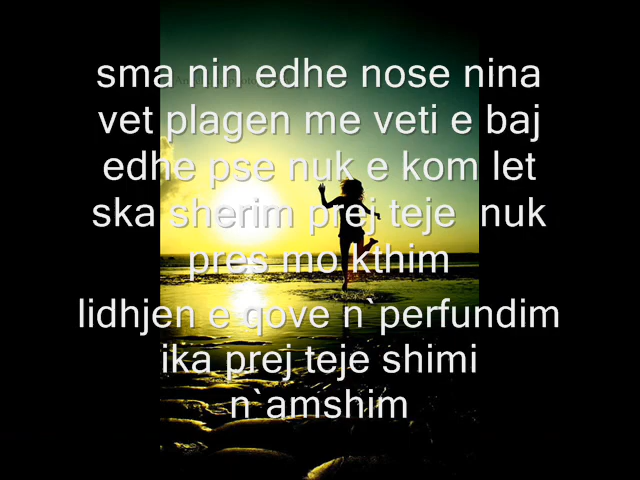 sma nin edhe nose nina
vet plagen me veti e baj
edhe pse nuk e kom let
ska sherim prej teje nuk
pres mo kthim
lidhjen e qove n`perfundim
ika prej teje shimi
n`amshim